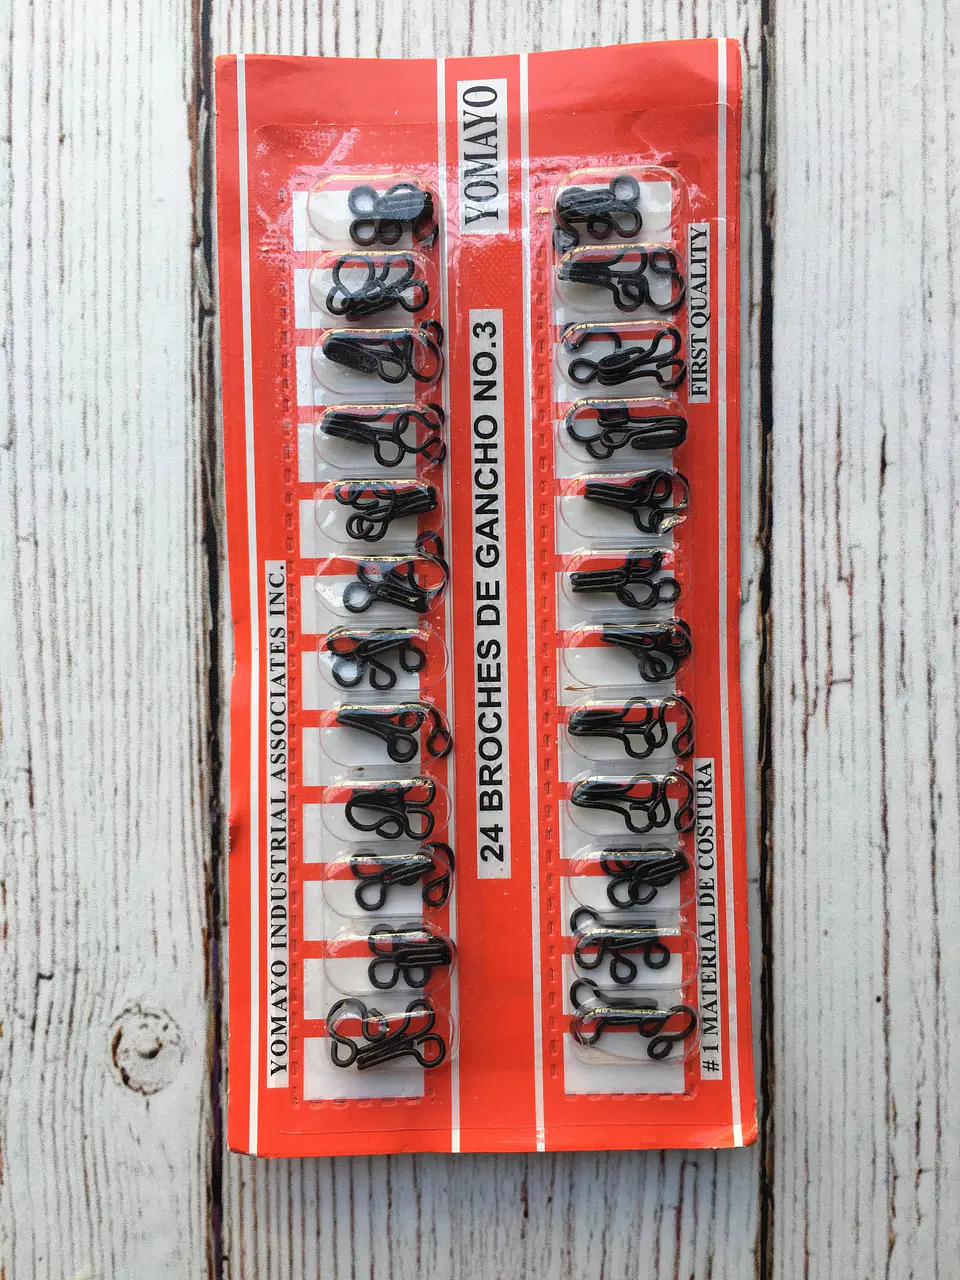 YOMAYO INDUSTRIAL ASSOCIATES INC.
YOMAYO
24 BROCHES DE GANCHO NO.3
FIRST QUALITY
# 1 MATERIAL DE COSTURA